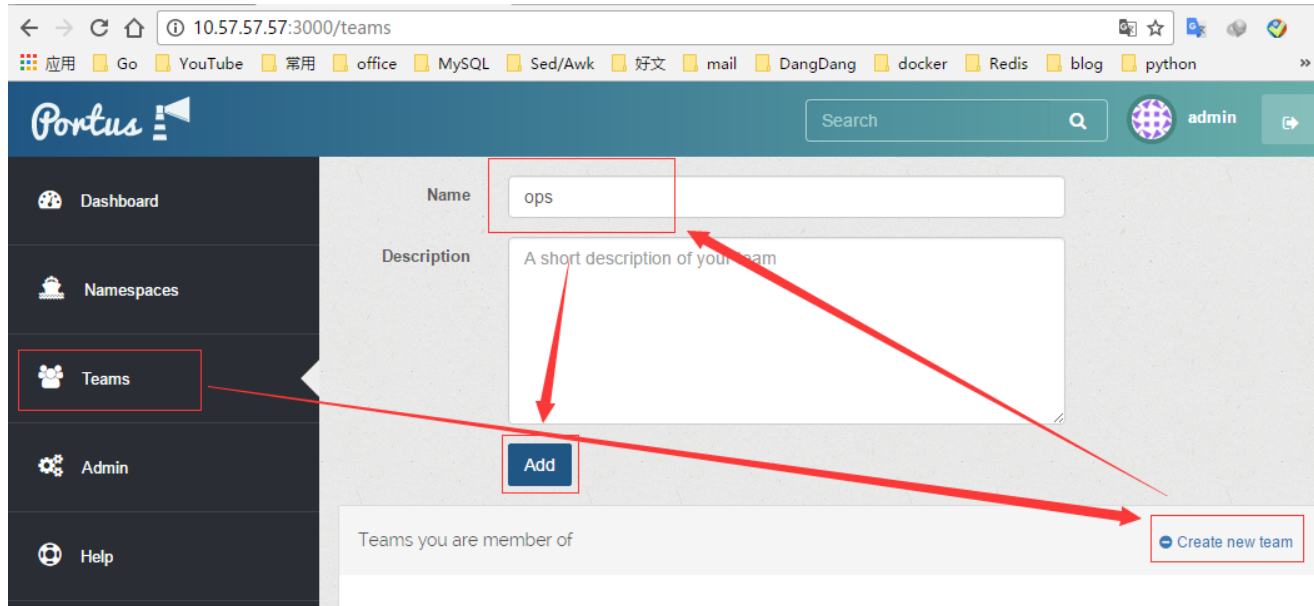 10.57.57.57:3000/teams
应用 Go YouTube 常用 office MySQL Sed/Awk 好文 mail DangDang docker Redis blog python »
Portus Search admin
Dashboard
Namespaces
Teams
Admin
Help
Name ops
Description A short description of your team
Add
Teams you are member of Create new team